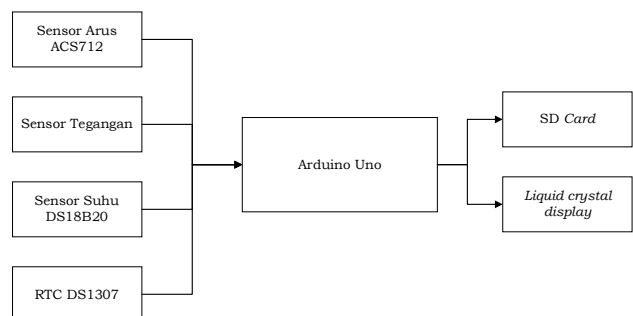 Sensor Arus
ACS712
Sensor Tegangan
Sensor Suhu
DS18B20
RTC DS1307
Arduino Uno
SD Card
Liquid crystal
display